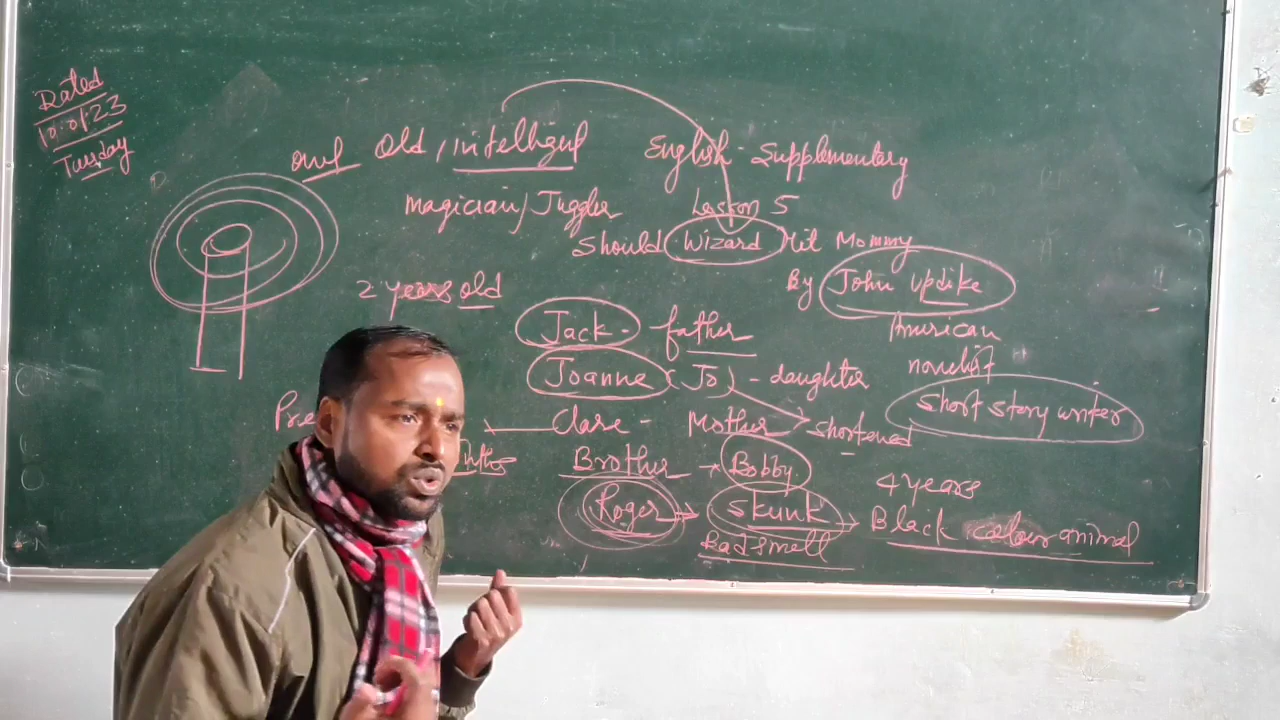 Dated
10.01.23
Tuesday
owl Old, intelligent
English Supplementary
magician/Juggler
Lesson 5
Should Wizard Hit Mommy
By John Updike
2 years old
American
Jack - father
novelist
Joanne (Jo) - daughter
short story writer
Pre
Clare - Mother
shortened
Brother → Bobby
4 years
Roger → Skunk → Black colour animal
Bad smell